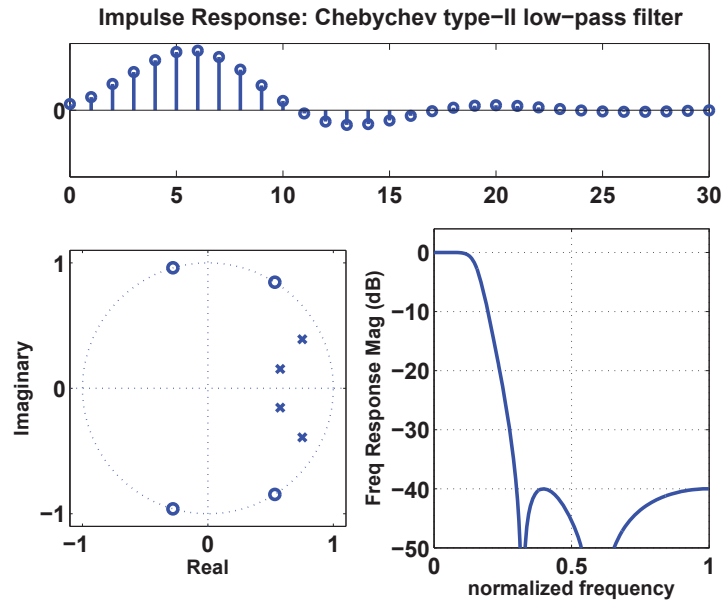 Impulse Response: Chebychev type−II low−pass filter
0
0 5 10 15 20 25 30
1
0
−1
Imaginary
−1 0 1
Real
0
−10
−20
−30
−40
−50
Freq Response Mag (dB)
0 0.5 1
normalized frequency